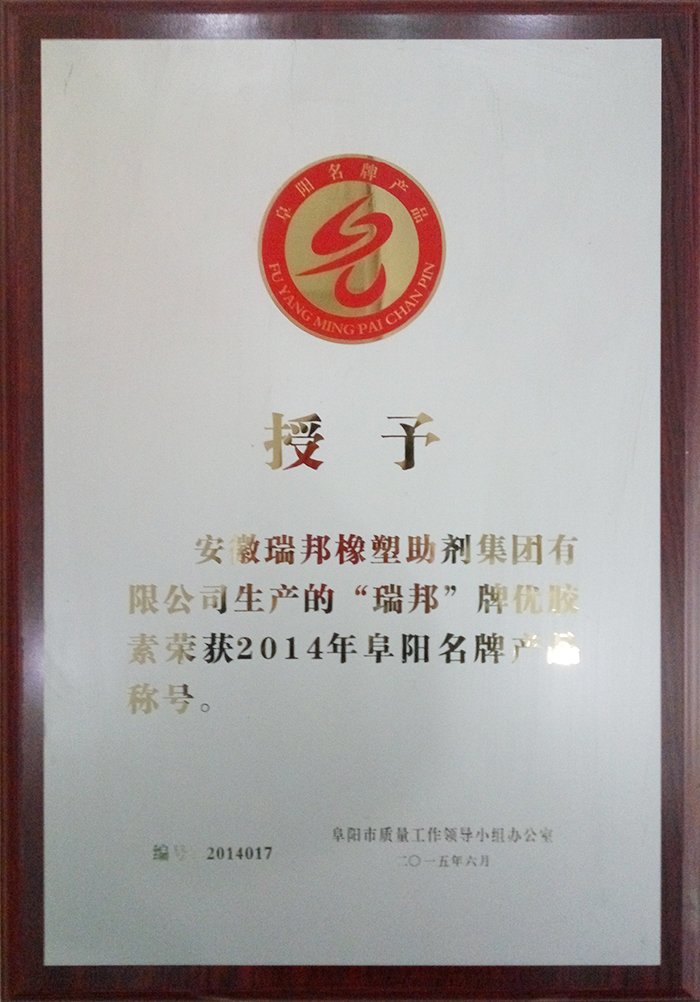 阜阳名牌产品
FU YANG MING PAI CHAN PIN
授予
安徽瑞邦橡塑助剂集团有
限公司生产的“瑞邦”牌优胶
素荣获2014年阜阳名牌产品
称号。
编号 2014017
阜阳市质量工作领导小组办公室
二〇一五年六月